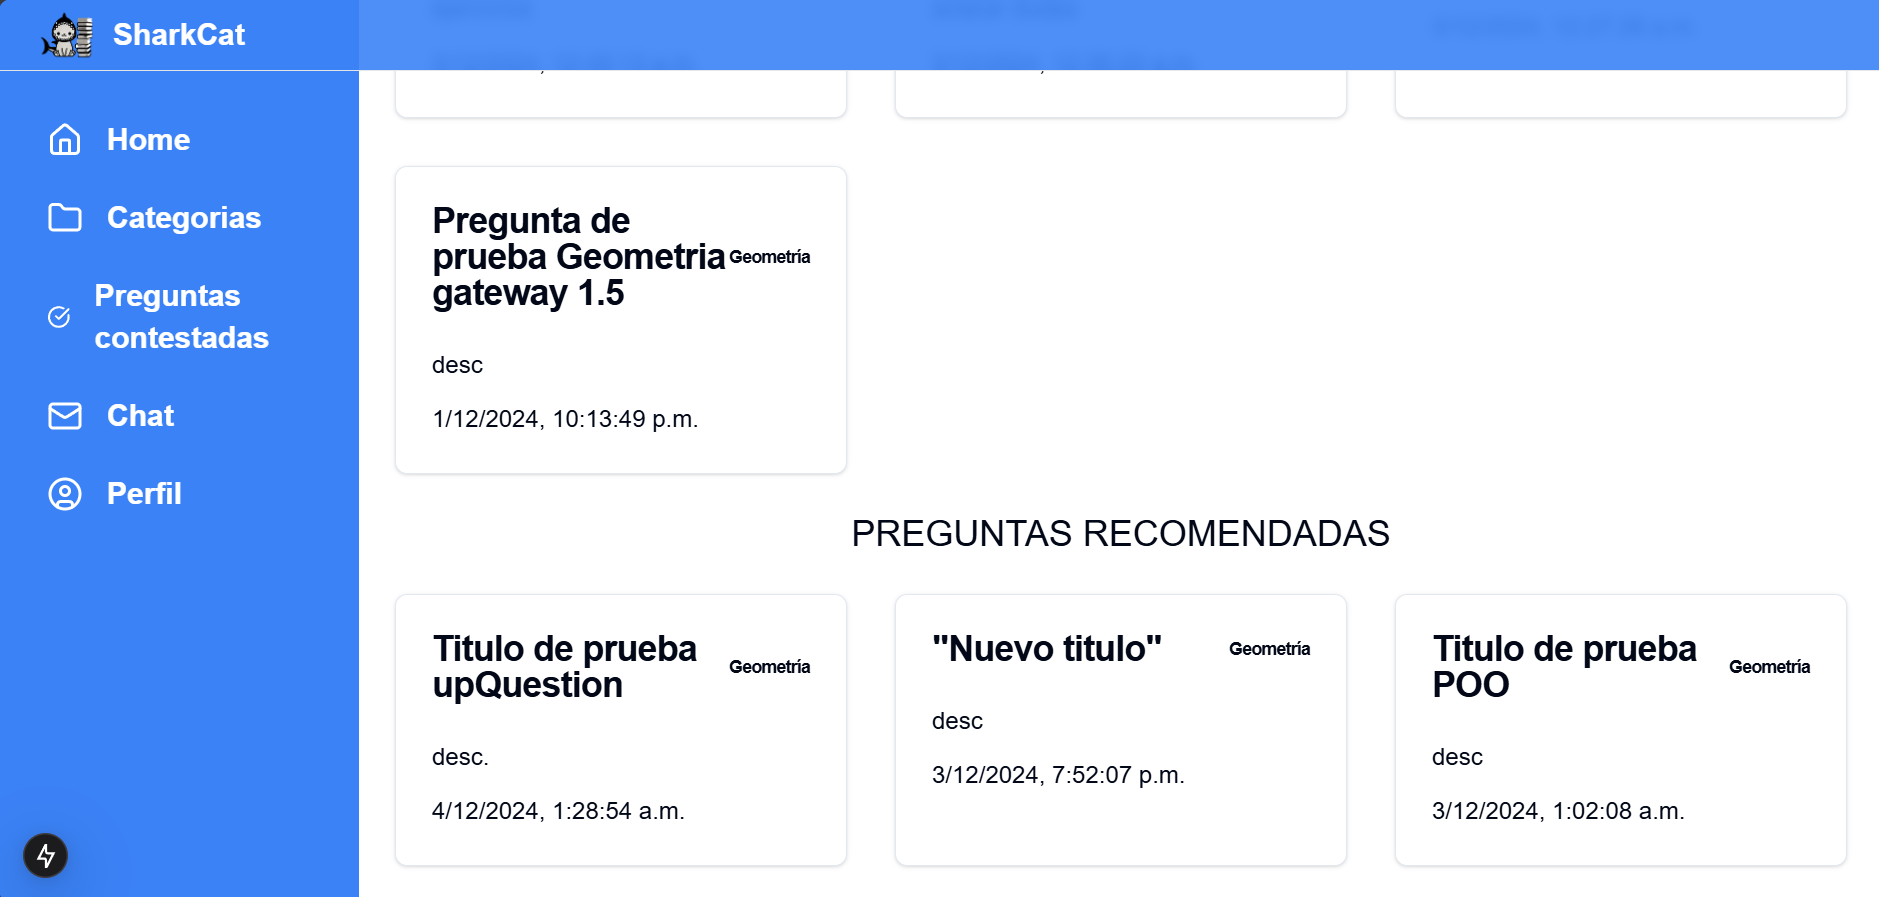 SharkCat
Home
Categorias
Preguntas
contestadas
Chat
Perfil
Pregunta de
prueba Geometria
gateway 1.5
Geometría
desc
1/12/2024, 10:13:49 p.m.
PREGUNTAS RECOMENDADAS
Titulo de prueba
upQuestion
Geometría
desc.
4/12/2024, 1:28:54 a.m.
"Nuevo titulo"
Geometría
desc
3/12/2024, 7:52:07 p.m.
Titulo de prueba
POO
Geometría
desc
3/12/2024, 1:02:08 a.m.